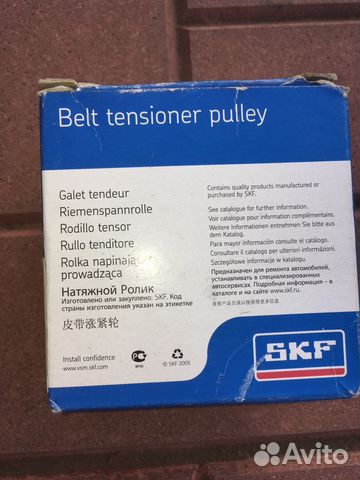 Belt tensioner pulley
Galet tendeur
Riemenspannrolle
Rodillo tensor
Rullo tenditore
Rolka napinająco
prowadząca
Натяжной Ролик
Изготовлено или закуплено: SKF. Код
страны изготовления указан на этикетке
皮带涨紧轮
Contains quality products manufactured or
purchased by SKF.
See catalogue for further information.
Voir catalogue pour information complémentaire.
Weitere Informationen entnehmen Sie bitte aus
dem Katalog.
Para mayor información consulte el catálogo.
Consultare il catalogo per ulteriori informazioni.
Szczegółowe informacje w katalogu.
Предназначен для ремонта автомобилей,
устанавливать в специализированных
автосервисах. Подробная информация в
каталоге и на сайте www.skf.ru.
Install confidence
www.vsm.skf.com
© SKF 2005
SKF
Avito